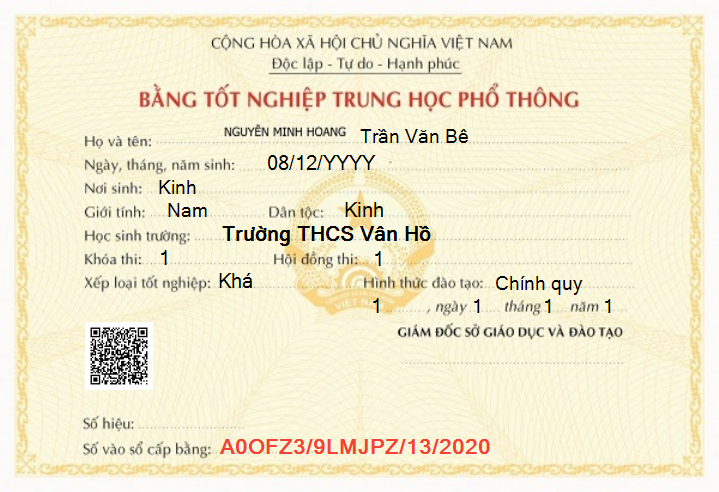 CỘNG HÒA XÃ HỘI CHỦ NGHĨA VIỆT NAM
Độc lập - Tự do - Hạnh phúc
BẰNG TỐT NGHIỆP TRUNG HỌC PHỔ THÔNG
Họ và tên: NGUYỄN MINH HOANG Trần Văn Bê
Ngày, tháng, năm sinh: 08/12/YYYY
Nơi sinh: Kinh
Giới tính: Nam Dân tộc: Kinh
Học sinh trường: Trường THCS Vân Hồ
Khóa thi: 1 Hội đồng thi: 1
Xếp loại tốt nghiệp: Khá Hình thức đào tạo: Chính quy
VIỆT NAM
1 , ngày 1 tháng 1 năm 1
GIÁM ĐỐC SỞ GIÁO DỤC VÀ ĐÀO TẠO
Số hiệu:
Số vào sổ cấp bằng: A0OFZ3/9LMJPZ/13/2020